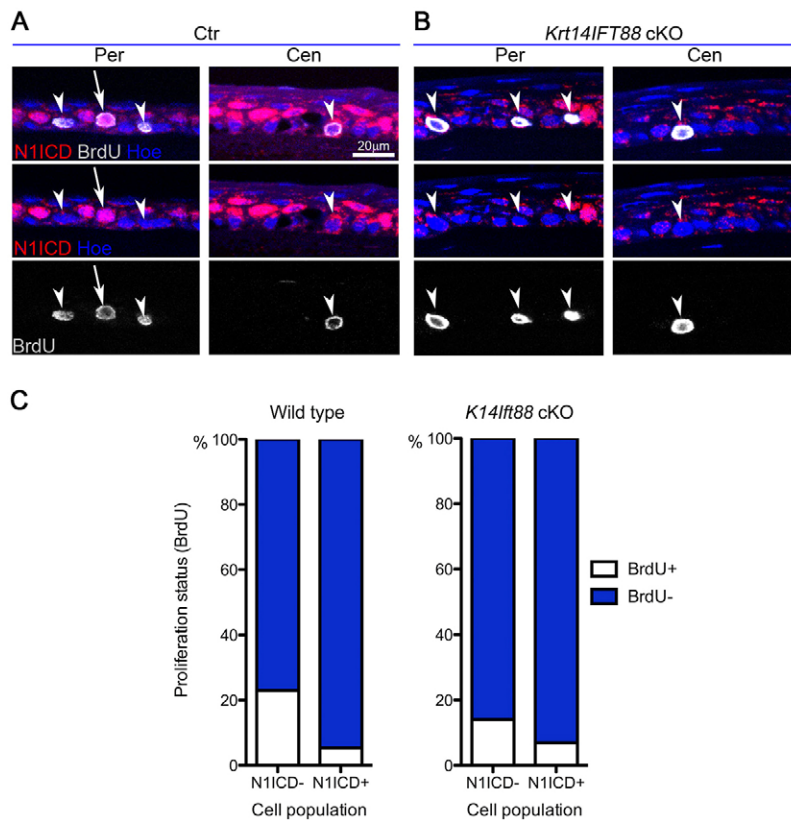 A
Ctr
Per
Cen
N1ICD BrdU Hoe
20µm
N1ICD Hoe
BrdU
B
Krt14IFT88 cKO
Per
Cen
C
Wild type
K14Ift88 cKO
Proliferation status (BrdU)
% 100
80
60
40
20
0
N1ICD- N1ICD+
Cell population
% 100
80
60
40
20
0
N1ICD- N1ICD+
Cell population
BrdU+
BrdU-